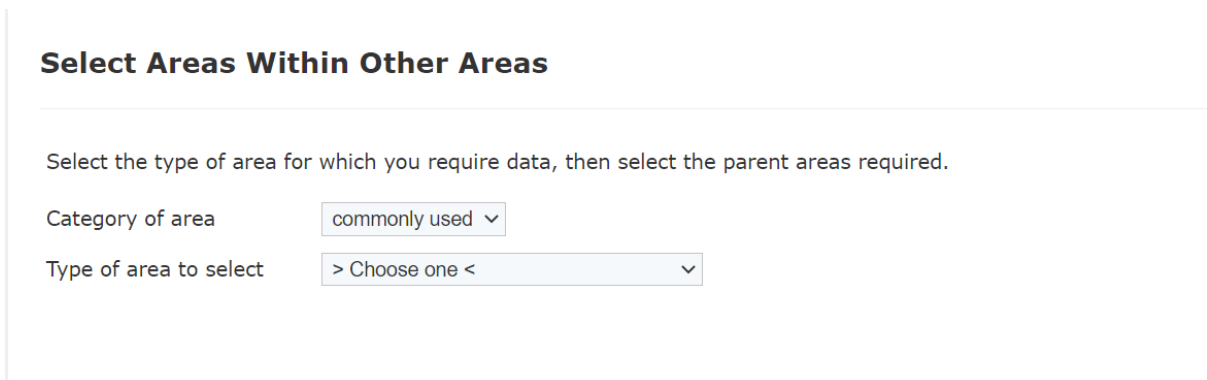 Select Areas Within Other Areas
Select the type of area for which you require data, then select the parent areas required.
Category of area commonly used
Type of area to select > Choose one <